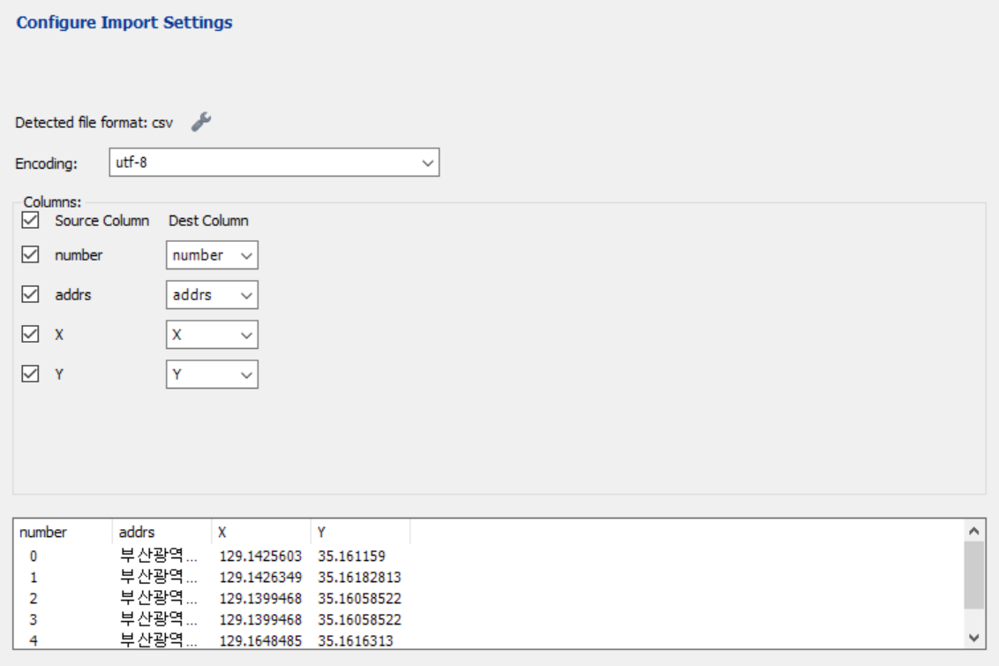 Configure Import Settings
Detected file format: csv
Encoding: utf-8
Columns:
Source Column Dest Column
number number
addrs addrs
X X
Y Y
number addrs X Y
0 부산광역... 129.1425603 35.161159
1 부산광역... 129.1426349 35.16182813
2 부산광역... 129.1399468 35.16058522
3 부산광역... 129.1399468 35.16058522
4 부산광역... 129.1648485 35.1616313